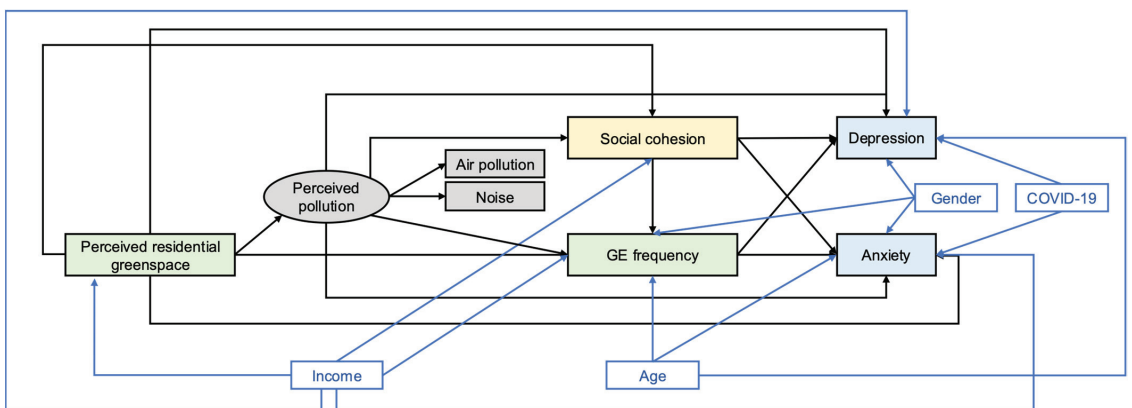 Social cohesion
Depression
Air pollution
Perceived
pollution
Noise
Gender
COVID-19
Perceived residential
greenspace
GE frequency
Anxiety
Income
Age